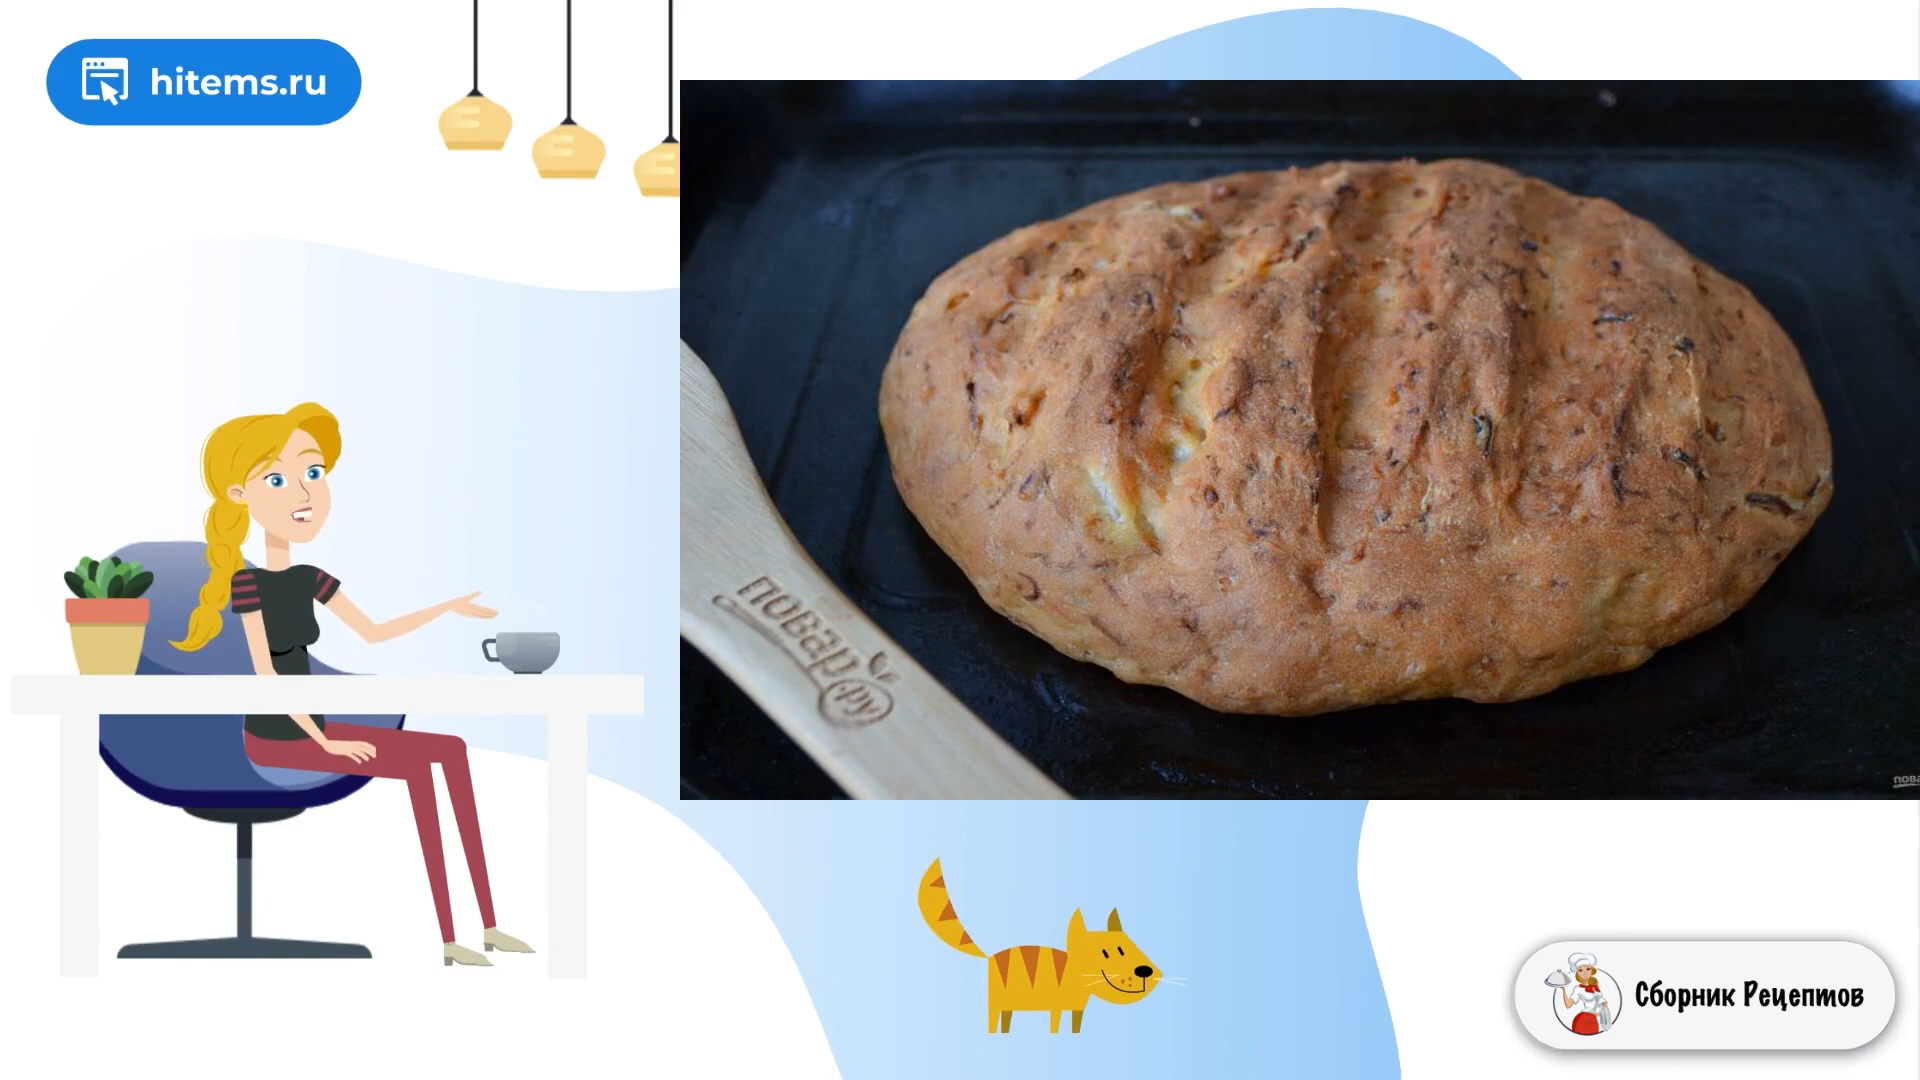 hitems.ru
повар.ру
Сборник Рецептов